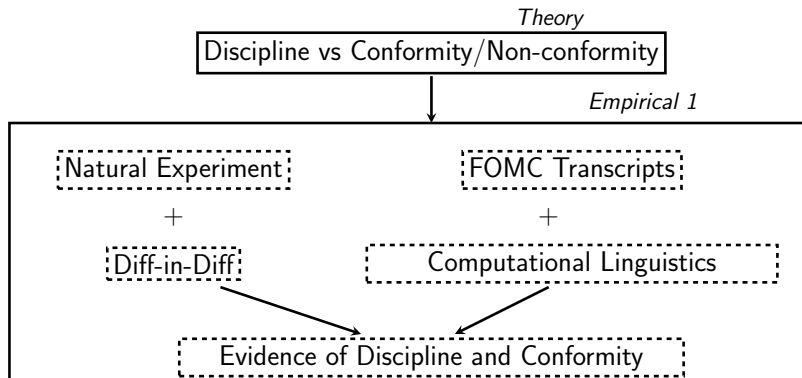 Theory
Discipline vs Conformity/Non-conformity
Empirical 1
Natural Experiment
FOMC Transcripts
+
+
Diff-in-Diff
Computational Linguistics
Evidence of Discipline and Conformity